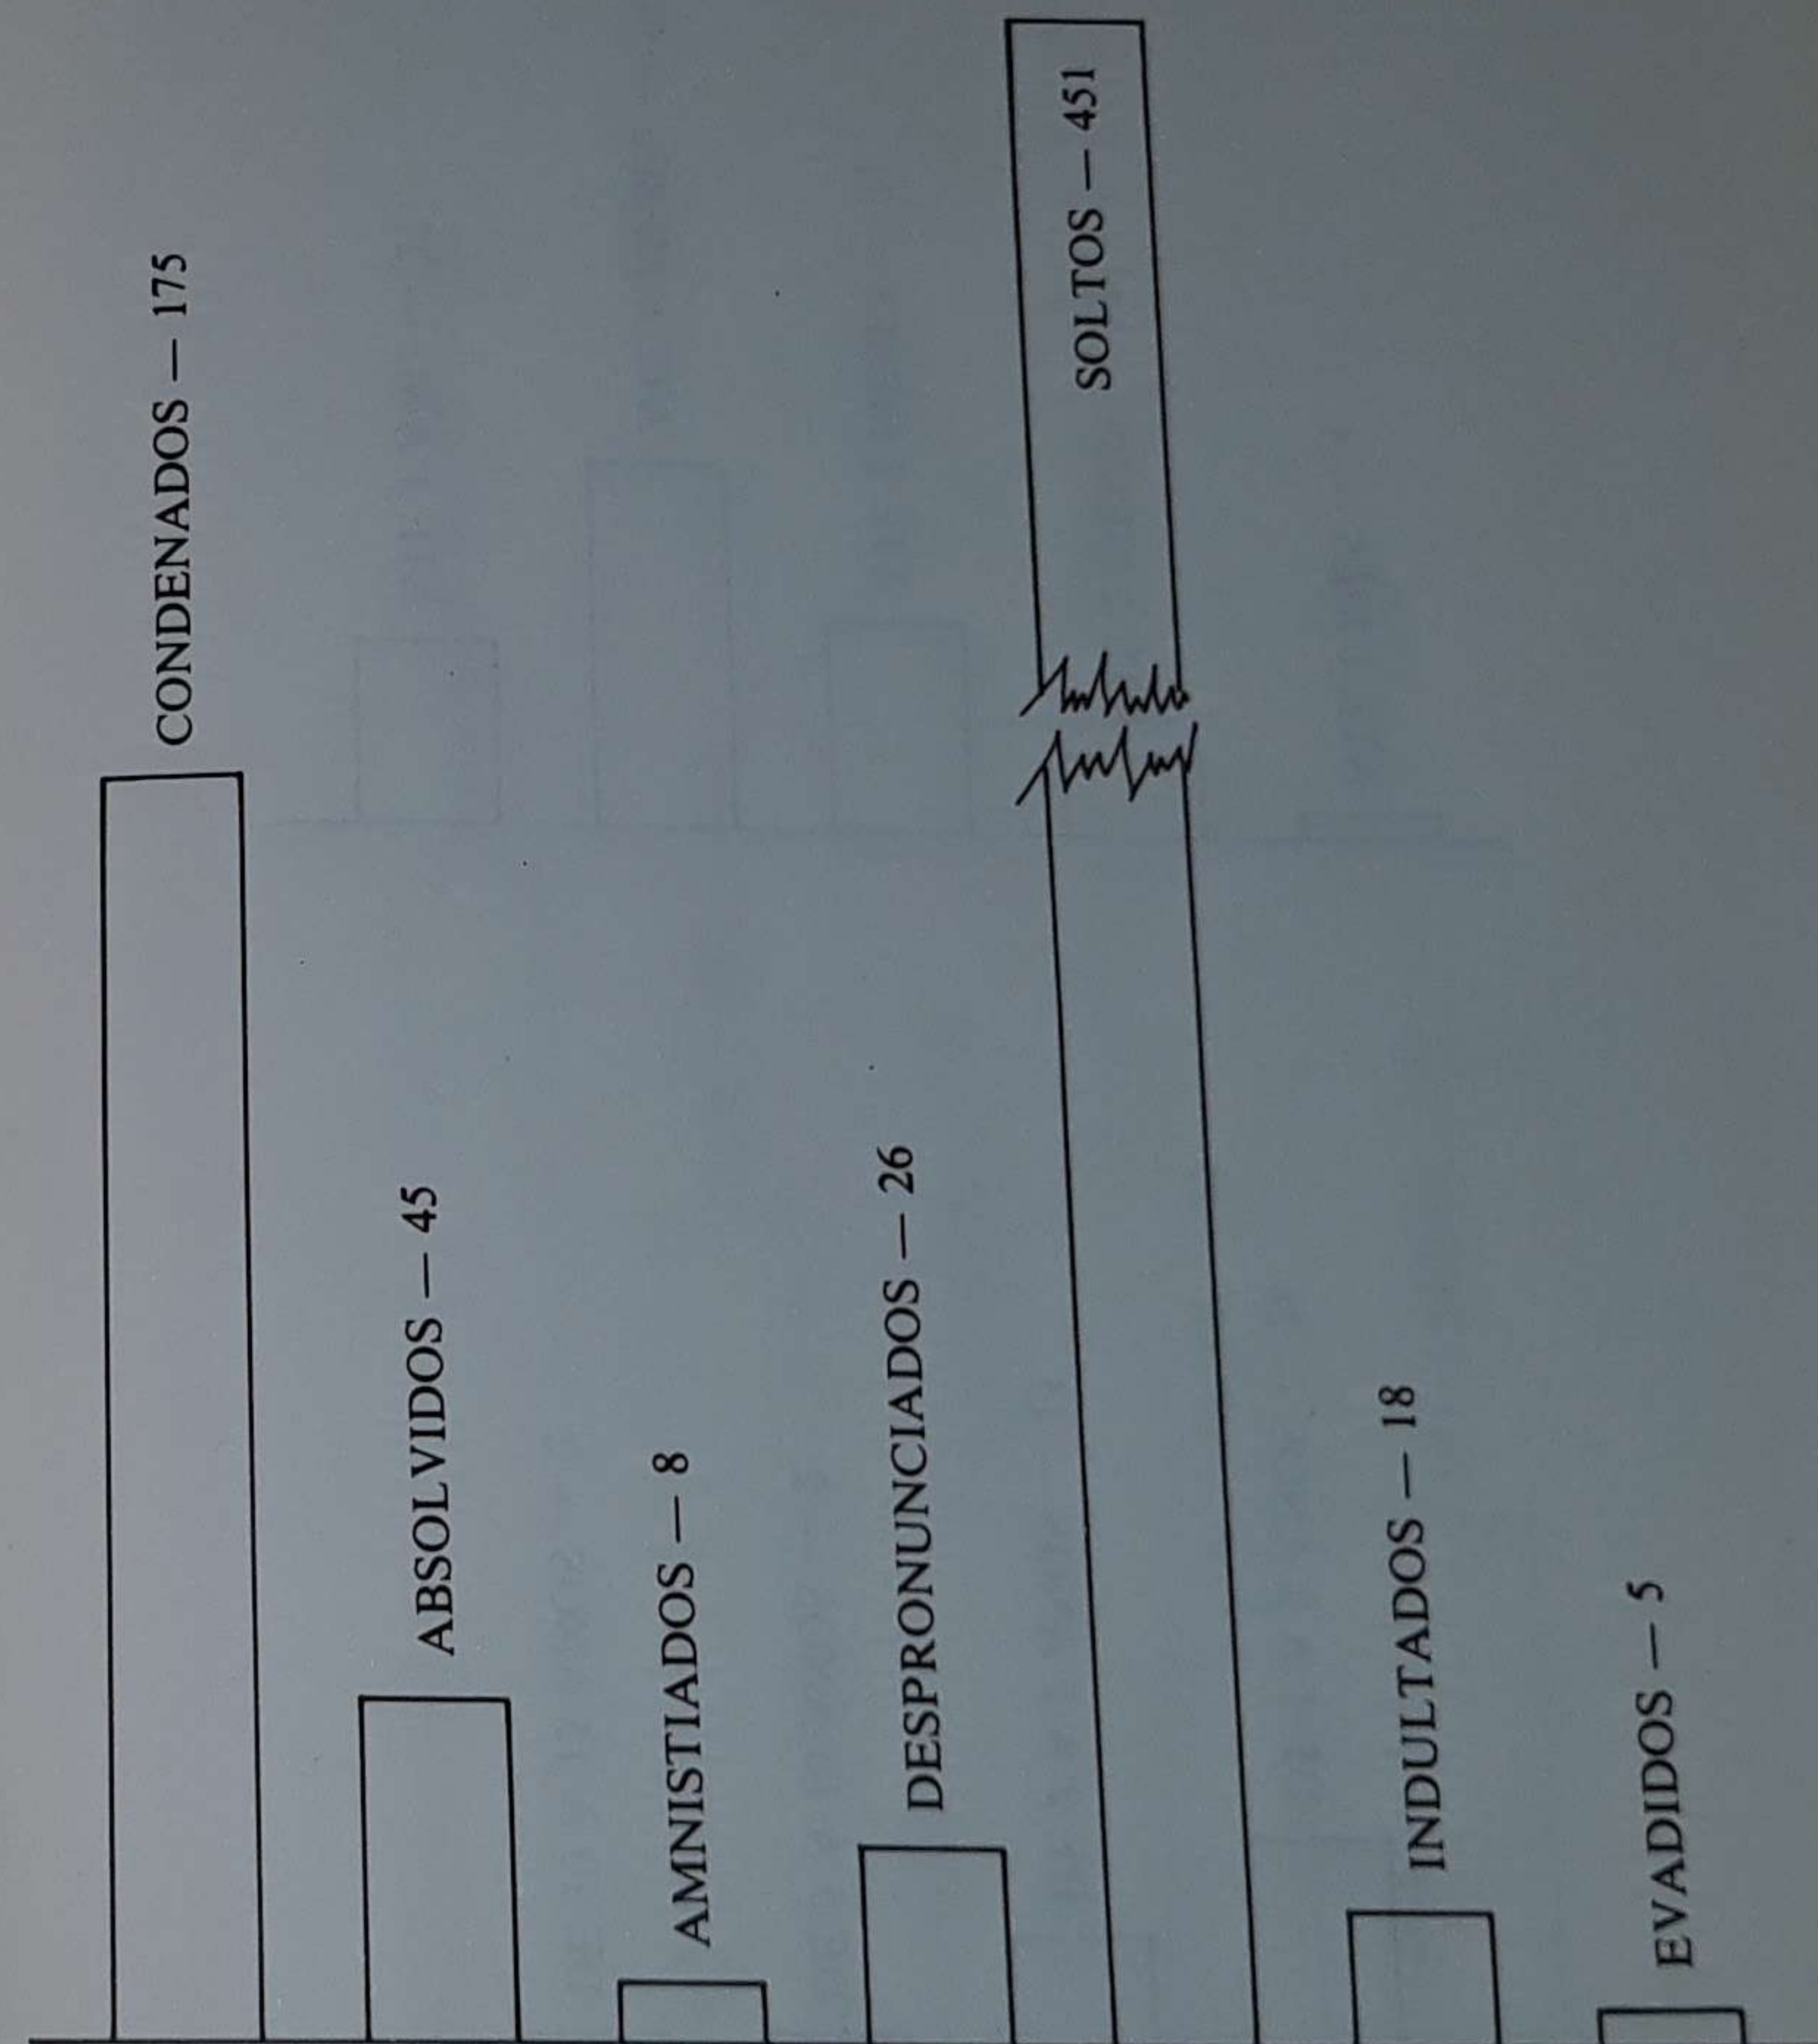 CONDENADOS — 175
ABSOLVIDOS — 45
AMNISTIADOS — 8
DESPRONUNCIADOS — 26
SOLTOS — 451
INDULTADOS — 18
EVADIDOS — 5